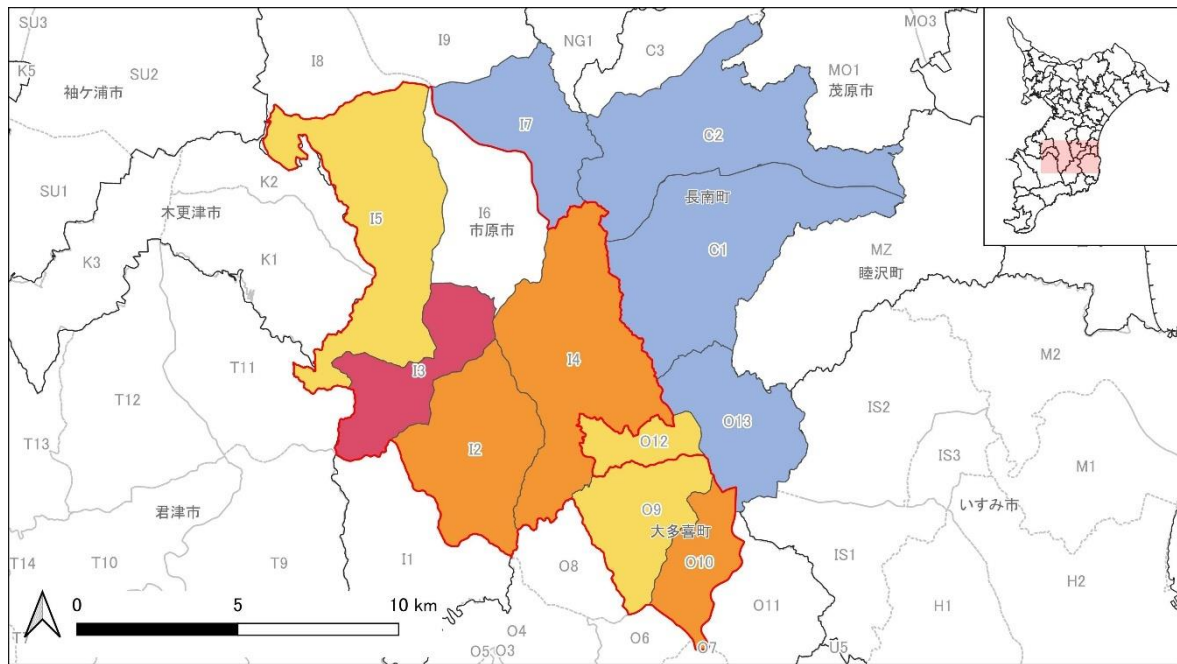 SU3
I9
NG1
C3
MO3
K5
SU2
I8
MO1
袖ケ浦市
茂原市
I7
C2
K2
SU1
長南町
木更津市
I5
I6
市原市
K3
K1
C1
MZ
睦沢町
T11
I3
I4
M2
T12
IS2
T13
O12
O13
I2
IS3
M1
O9
いすみ市
君津市
大多喜町
T14
T10
T9
I1
O8
O10
IS1
H2
0
5
10 km
O11
H1
O4
O6
O5
O3
O7
U5